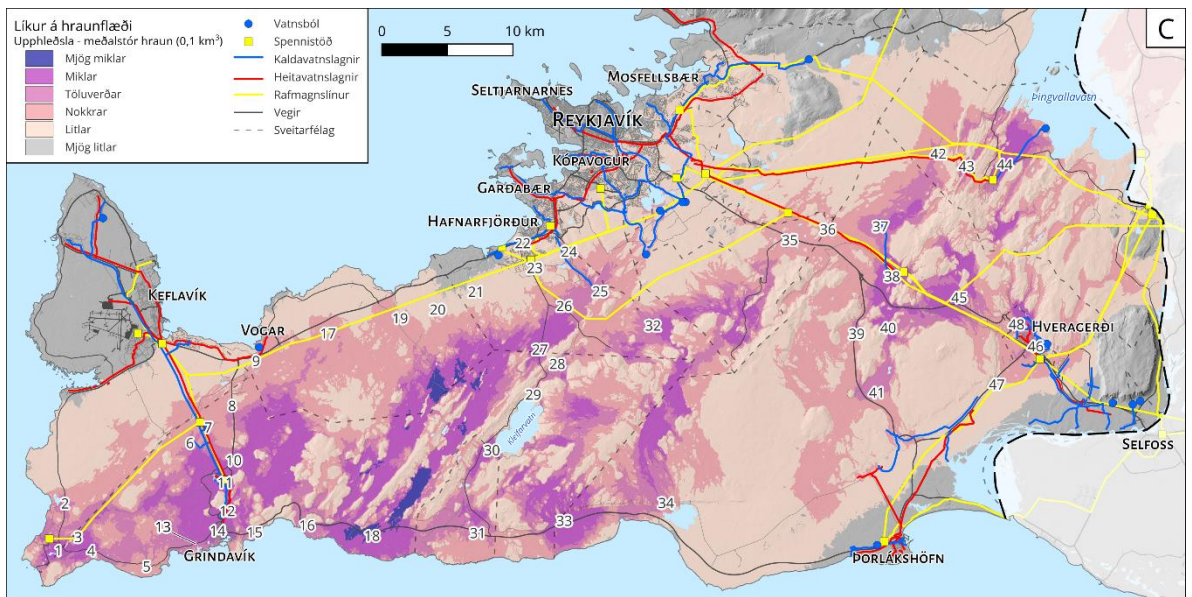 Líkur á hraunflæði
Upphleðsla - meðalstór hraun (0,1 km³)
Mjög miklar
Miklar
Töluverðar
Nokkrar
Litlar
Mjög litlar
Vatnsból
Spennistöð
Kaldavatnslagnir
Heitavatnslagnir
Rafmagnslínur
Vegir
Sveitarfélag
0 5 10 km
C
Mosfellsbær
Seltjarnarnes
Reykjavík
Þingvallavatn
Kópavogur
42
43
44
Garðabær
Hafnarfjörður
22
24
23
35
36
37
38
Keflavík
25
26
21
20
19
17
Vogar
9
32
39
40
45
48
Hveragerði
46
27
28
29
Kleifarvatn
8
41
47
7
6
10
11
12
30
Selfoss
2
3
1
4
5
13
14
15
16
18
31
33
34
Grindavík
Þorlákshöfn